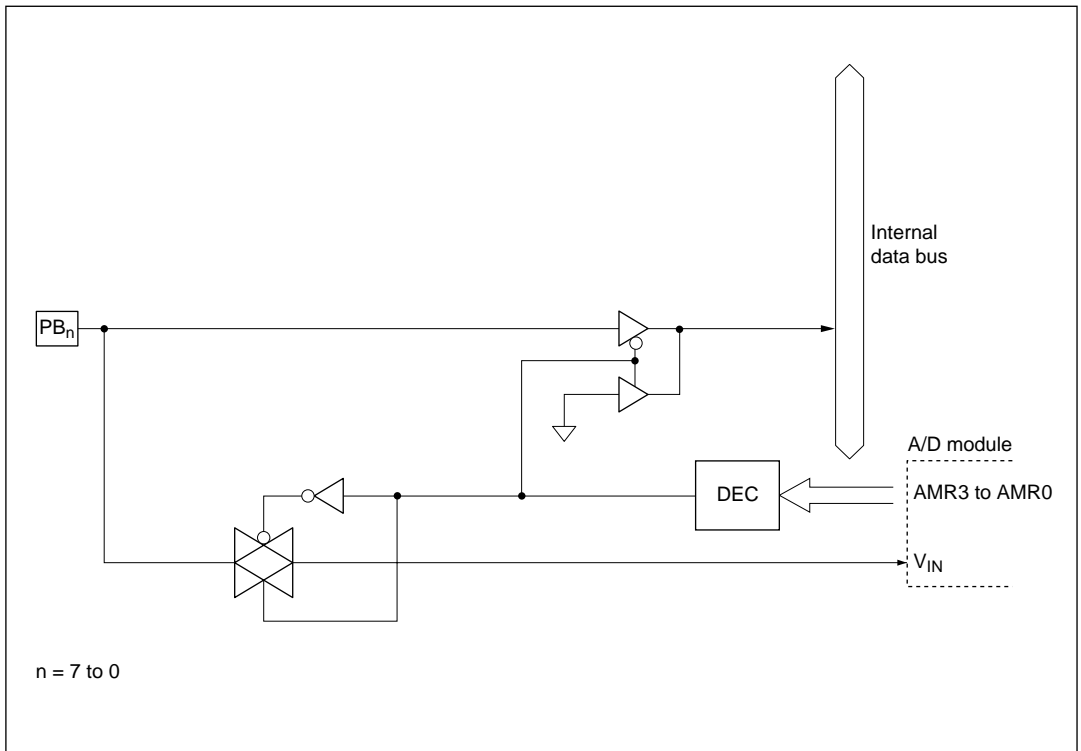 Internal
data bus
PBn
A/D module
DEC
AMR3 to AMR0
VIN
n = 7 to 0